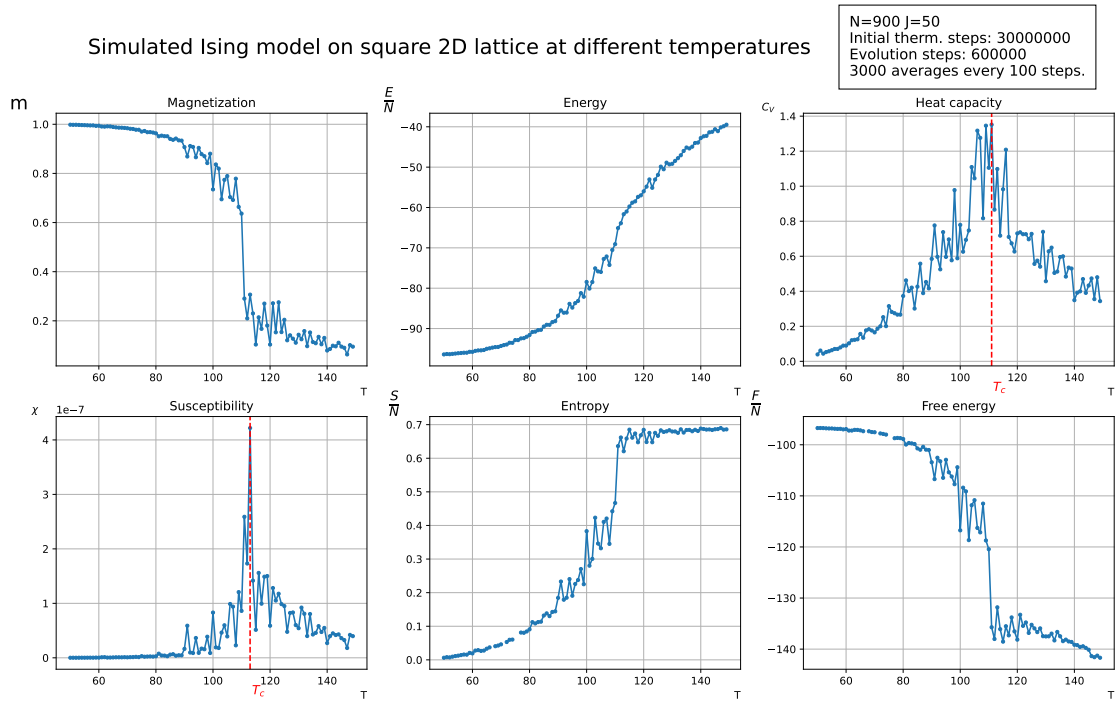 Simulated Ising model on square 2D lattice at different temperatures
N=900 J=50
Initial therm. steps: 30000000
Evolution steps: 600000
3000 averages every 100 steps.
m
Magnetization
1.0
0.8
0.6
0.4
0.2
60 80 100 120 140
T
E/N
Energy
−40
−50
−60
−70
−80
−90
60 80 100 120 140
T
C_V
Heat capacity
1.4
1.2
1.0
0.8
0.6
0.4
0.2
0.0
60 80 100 120 140
T_c
T
χ
1e−7
Susceptibility
4
3
2
1
0
60 80 100 120 140
T_c
T
S/N
Entropy
0.7
0.6
0.5
0.4
0.3
0.2
0.1
0.0
60 80 100 120 140
T
F/N
Free energy
−100
−110
−120
−130
−140
60 80 100 120 140
T